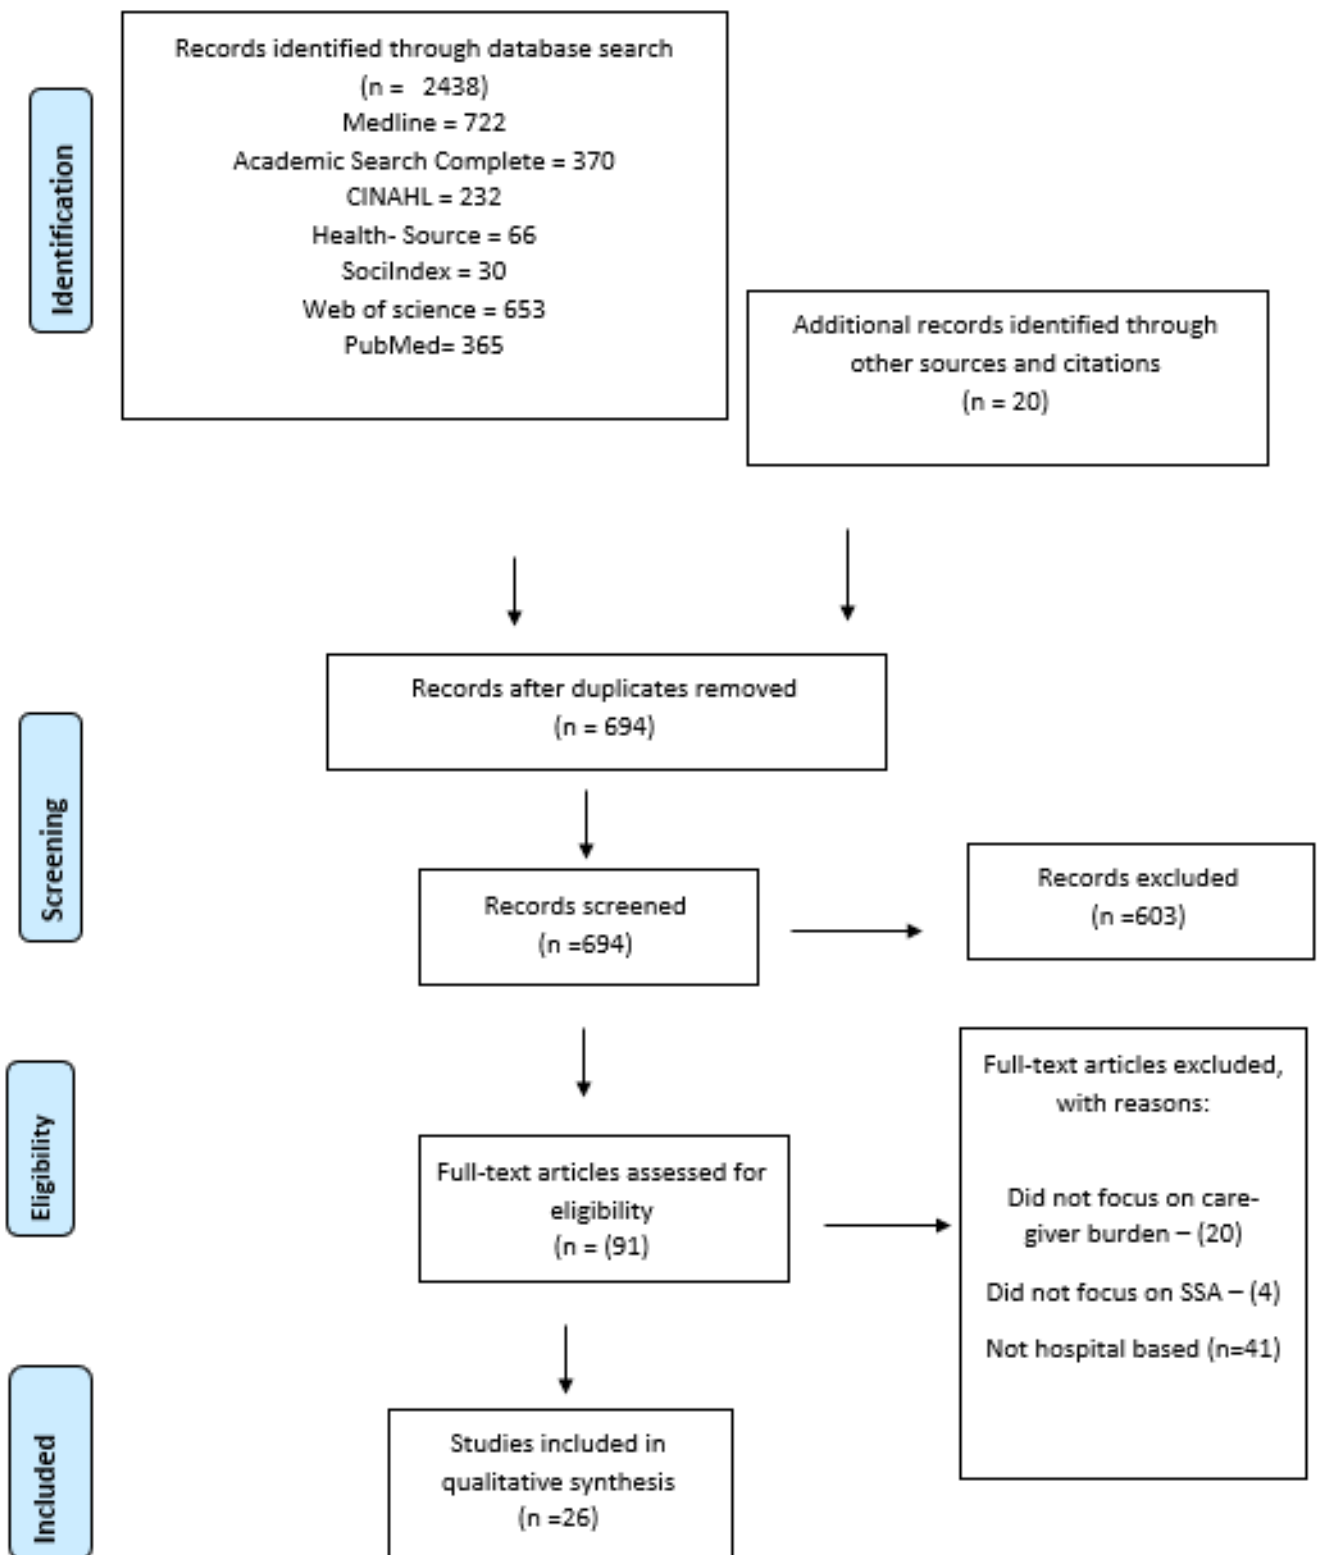 Identification
Records identified through database search
(n =   2438)
Medline = 722
Academic Search Complete = 370
CINAHL = 232
Health- Source = 66
SociIndex = 30
Web of science = 653
PubMed= 365
Additional records identified through
other sources and citations
(n = 20)
Records after duplicates removed
(n = 694)
Screening
Records screened
(n =694)
Records excluded
(n =603)
Eligibility
Full-text articles assessed for
eligibility
(n = (91)
Full-text articles excluded,
with reasons:
Did not focus on care-
giver burden – (20)
Did not focus on SSA – (4)
Not hospital based (n=41)
Included
Studies included in
qualitative synthesis
(n =26)